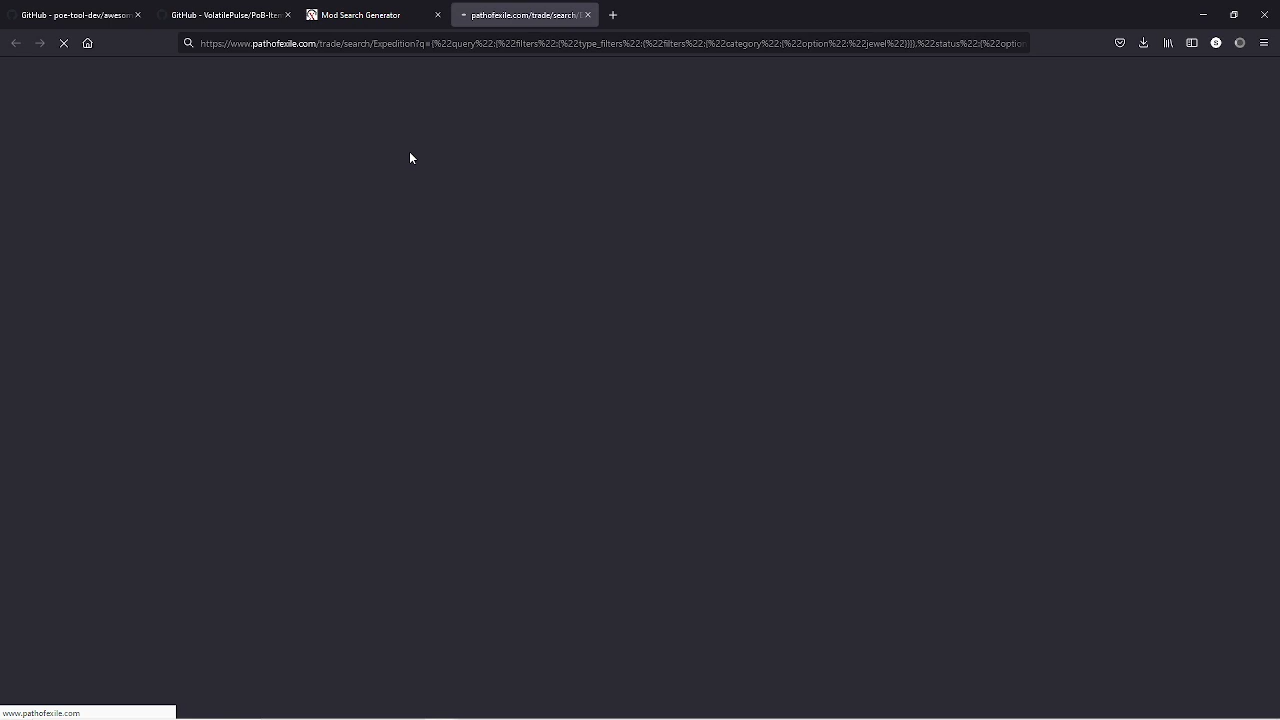 GitHub - poe-tool-dev/awesom
GitHub - VolatilePulse/PoB-Item
Mod Search Generator
pathofexile.com/trade/search/E
https://www.pathofexile.com/trade/search/Expedition?q={%22query%22:{%22filters%22:{%22type_filters%22:{%22filters%22:{%22category%22:{%22option%22:%22jewel%22}}}},%22status%22:{%22option
S
www.pathofexile.com